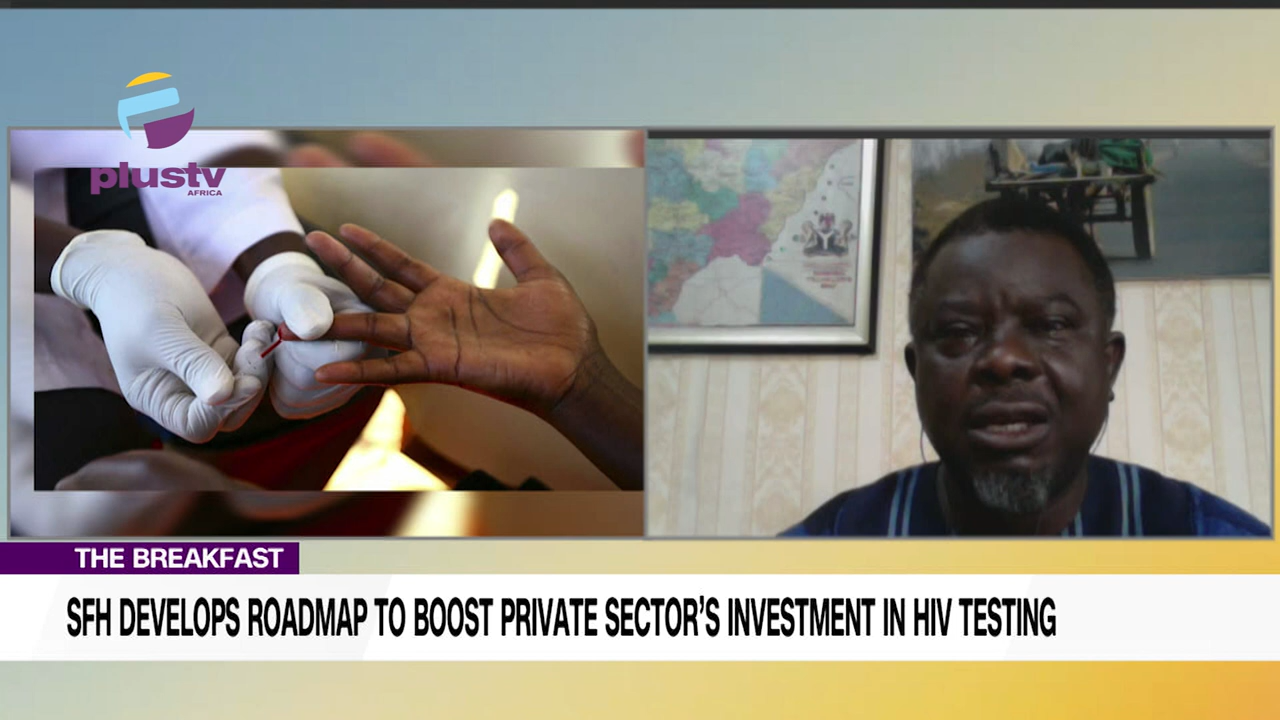 plustv
AFRICA
THE BREAKFAST
SFH DEVELOPS ROADMAP TO BOOST PRIVATE SECTOR'S INVESTMENT IN HIV TESTING